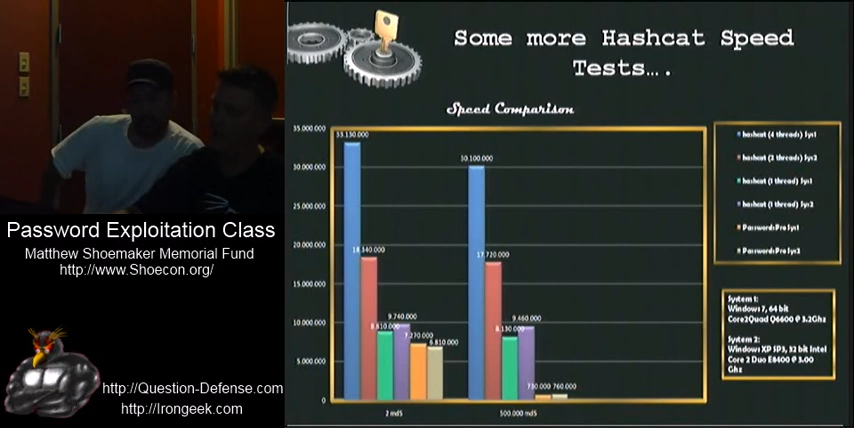 Some more Hashcat Speed
Tests....
Speed Comparison
35.000.000
30.000.000
25.000.000
20.000.000
15.000.000
10.000.000
5.000.000
0
33.130.000
18.340.000
8.810.000
9.740.000
7.270.000
6.810.000
30.100.000
17.720.000
8.130.000
9.460.000
730.000
760.000
2 md5
500.000 md5
hashcat (4 threads) Sys1
hashcat (2 threads) Sys2
hashcat (1 thread) Sys1
hashcat (1 thread) Sys2
PasswordsPro Sys1
PasswordsPro Sys2
System 1:
Windows 7, 64 bit
Core2Quad Q6600 @ 3.2Ghz
System 2:
Windows XP SP3, 32 bit Intel
Core 2 Duo E8400 @ 3.00
Ghz
Password Exploitation Class
Matthew Shoemaker Memorial Fund
http://www.Shoecon.org/
http://Question-Defense.com
http://Irongeek.com